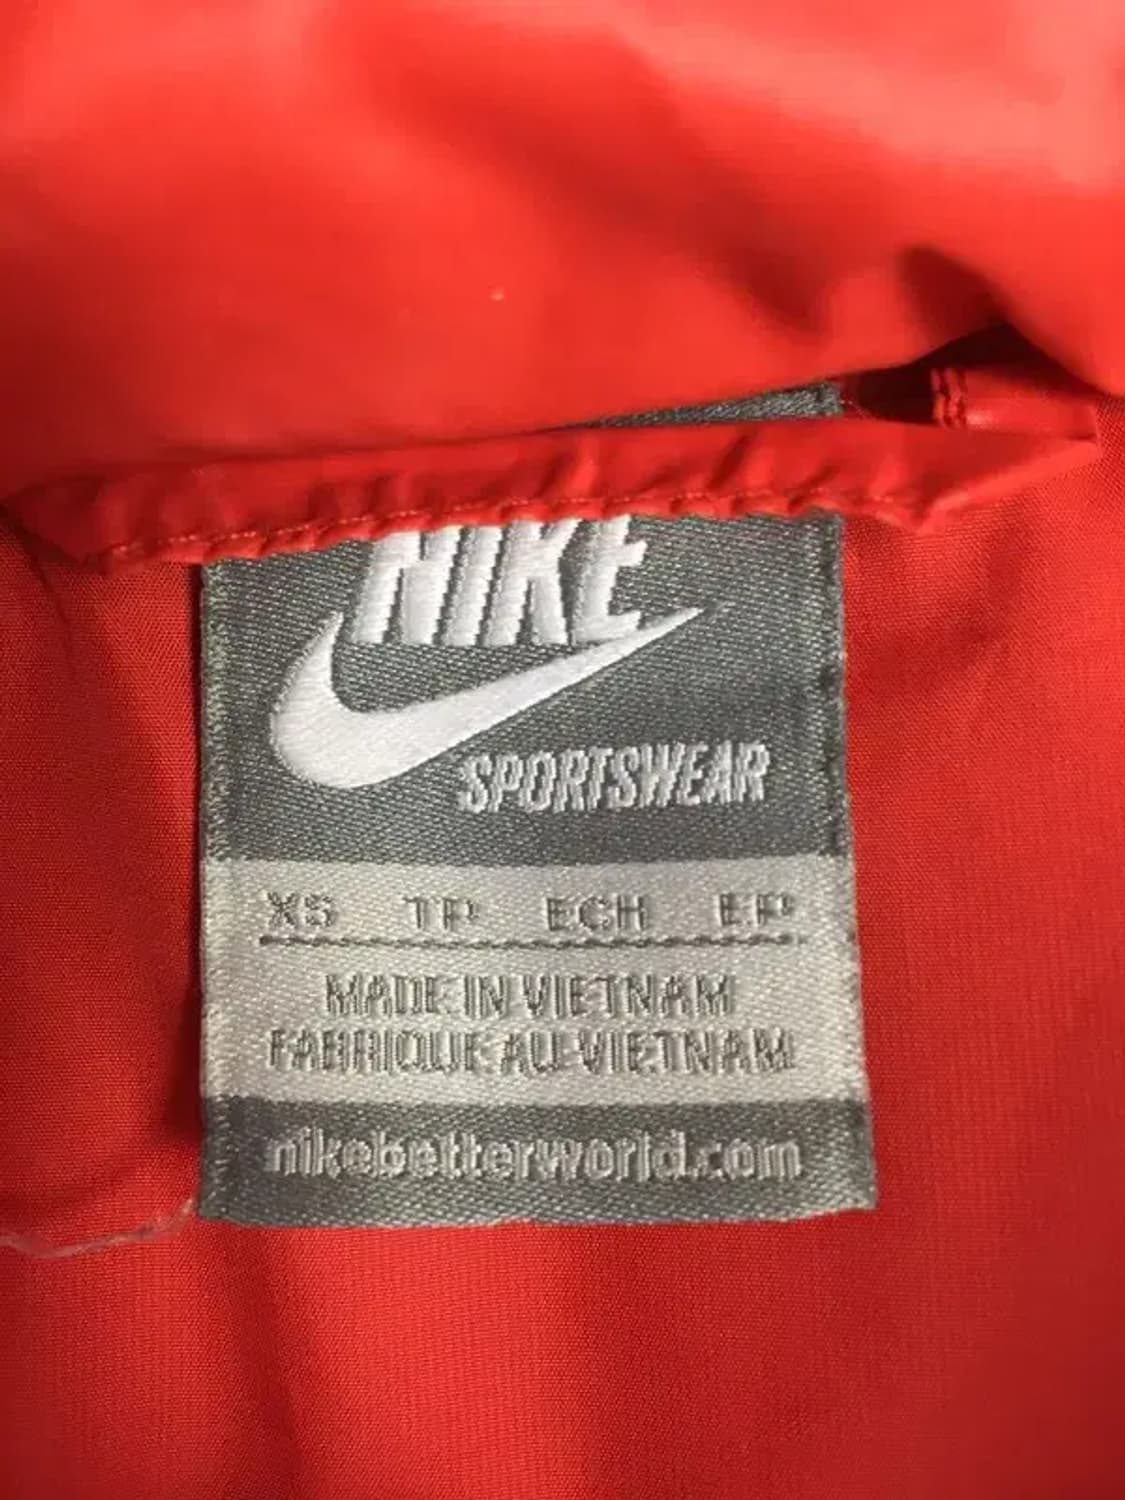 NIKE
SPORTSWEAR
XS TP ECH EP
MADE IN VIETNAM
FABRIQUE AU VIETNAM
nikebetterworld.com